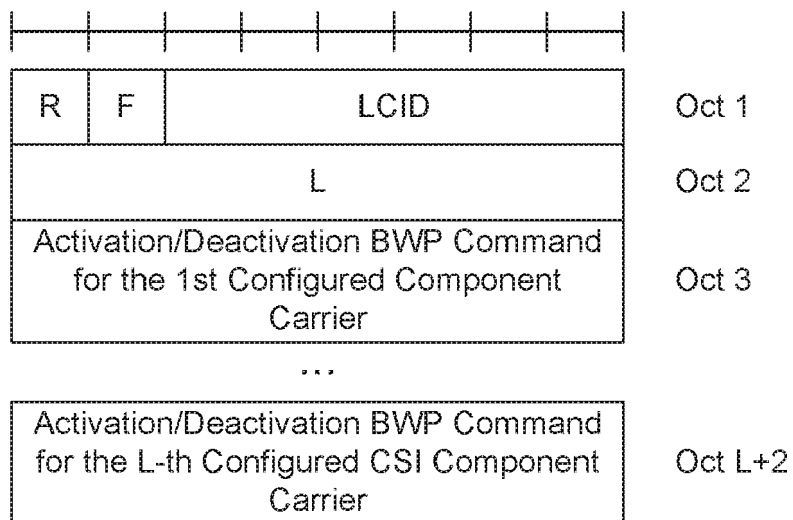 R F LCID Oct 1
L Oct 2
Activation/Deactivation BWP Command
for the 1st Configured Component Oct 3
Carrier
...
Activation/Deactivation BWP Command
for the L-th Configured CSI Component Oct L+2
Carrier